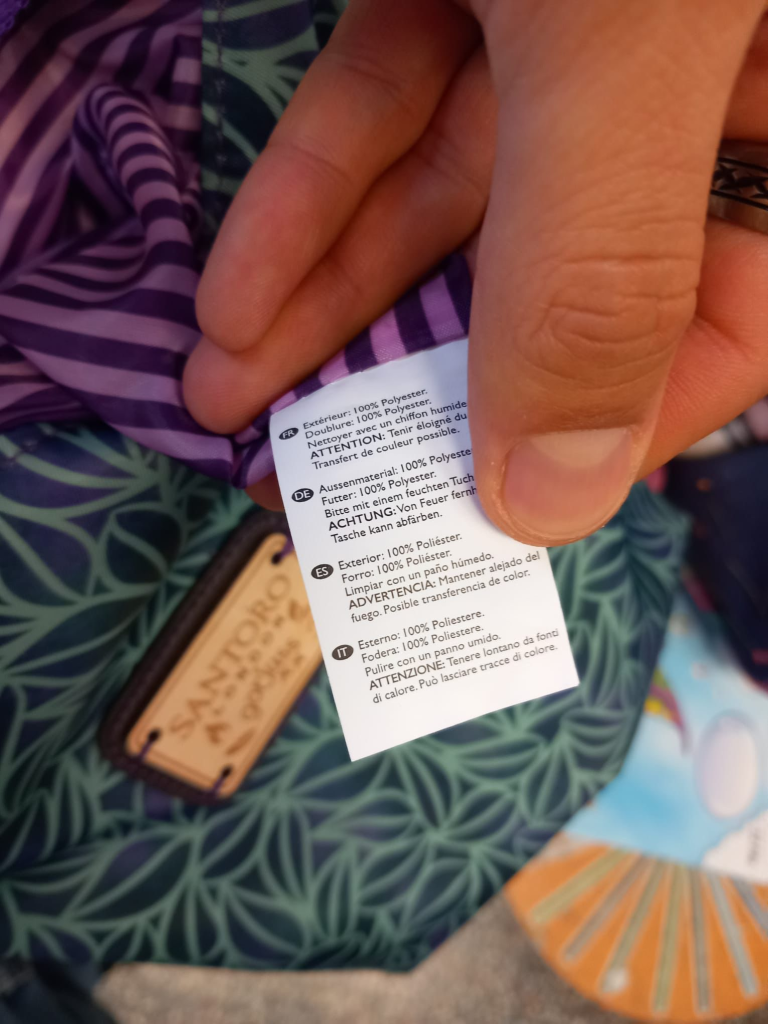 FR Extérieur: 100% Polyester.
Doublure: 100% Polyester.
Nettoyer avec un chiffon humide
ATTENTION: Tenir éloigné du
Transfert de couleur possible.
DE Aussenmaterial: 100% Polyeste
Futter: 100% Polyester.
Bitte mit einem feuchten Tuch
ACHTUNG: Von Feuer fernh
Tasche kann abfärben.
ES Exterior: 100% Poliéster.
Forro: 100% Poliéster.
Limpiar con un paño húmedo.
ADVERTENCIA: Mantener alejado del
fuego. Posible transferencia de color.
IT Esterno: 100% Poliestere.
Fodera: 100% Poliestere.
Pulire con un panno umido.
ATTENZIONE: Tenere lontano da fonti
di calore. Può lasciare tracce di colore.
SANTORO
LONDON
gorjuss